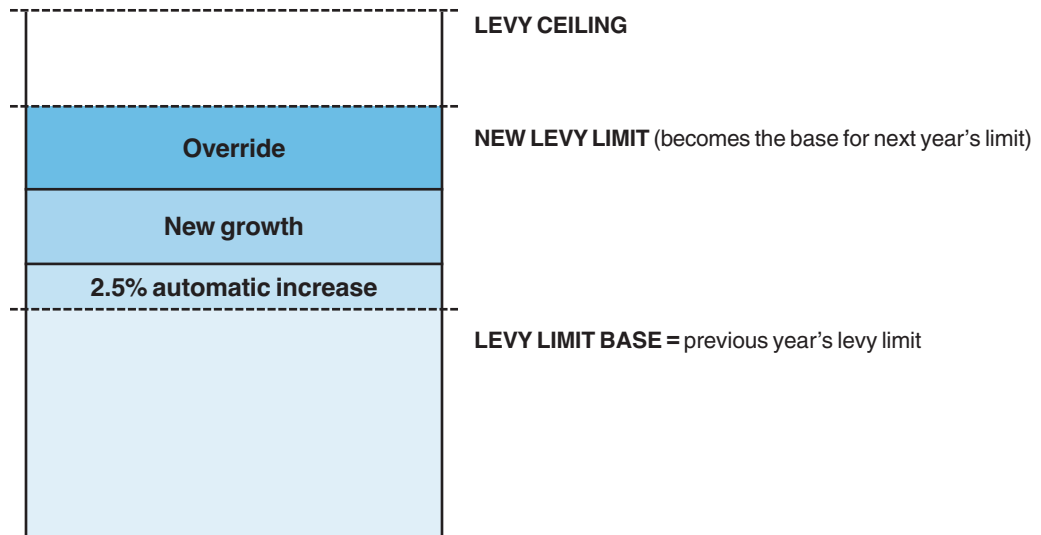 LEVY CEILING
Override
NEW LEVY LIMIT (becomes the base for next year’s limit)
New growth
2.5% automatic increase
LEVY LIMIT BASE = previous year’s levy limit